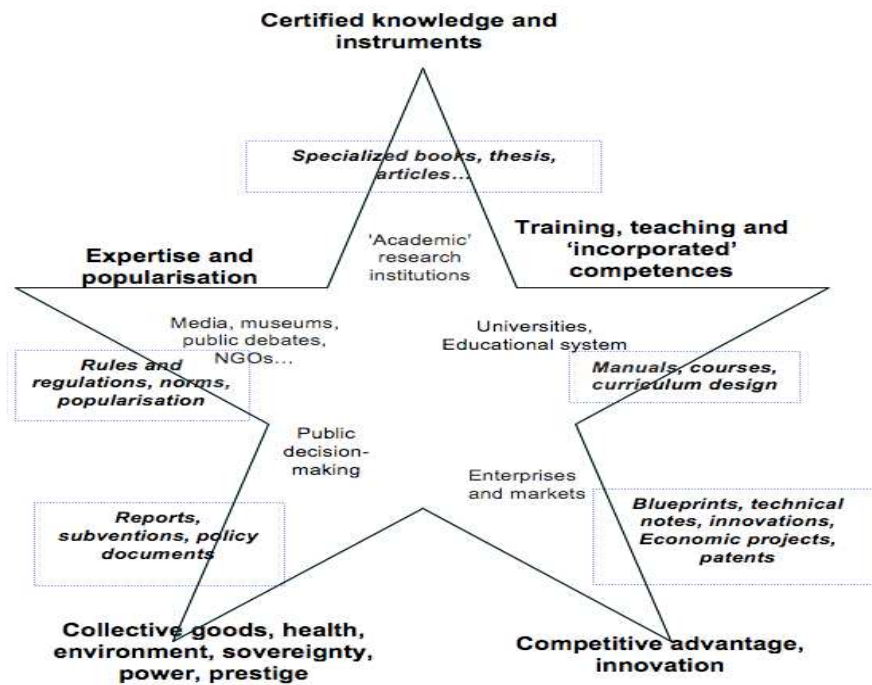 Certified knowledge and
instruments
Specialized books, thesis,
articles...
'Academic'
research
institutions
Training, teaching and
‘incorporated’
competences
Expertise and
popularisation
Media, museums,
public debates,
NGOs...
Universities,
Educational system
Rules and
regulations, norms,
popularisation
Manuals, courses,
curriculum design
Public
decision-
making
Enterprises
and markets
Reports,
subventions, policy
documents
Blueprints, technical
notes, innovations,
Economic projects,
patents
Collective goods, health,
environment, sovereignty,
power, prestige
Competitive advantage,
innovation